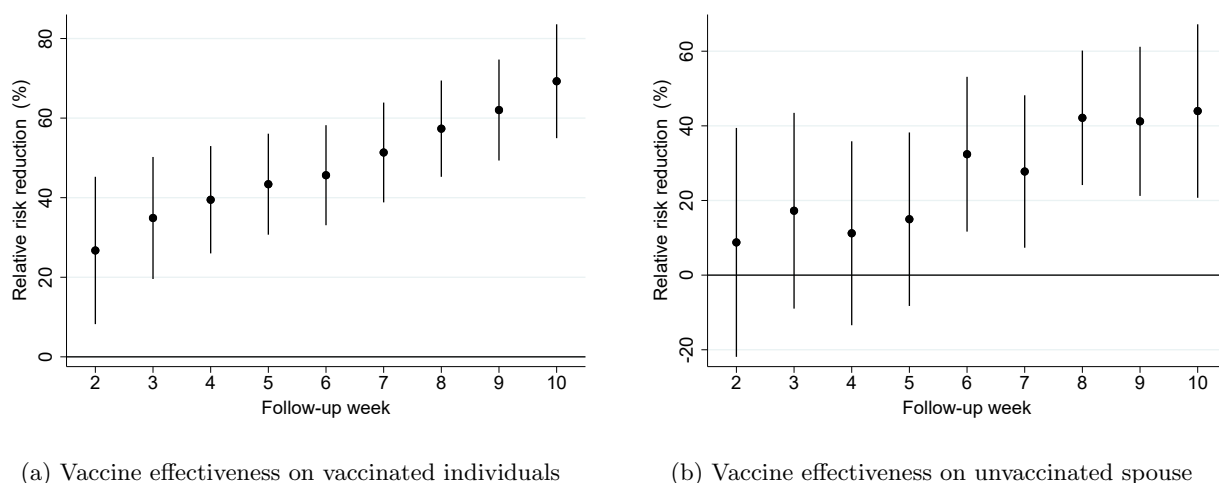 Relative risk reduction (%)
80
60
40
20
0
2 3 4 5 6 7 8 9 10
Follow-up week
(a) Vaccine effectiveness on vaccinated individuals
Relative risk reduction (%)
60
40
20
0
-20
2 3 4 5 6 7 8 9 10
Follow-up week
(b) Vaccine effectiveness on unvaccinated spouse